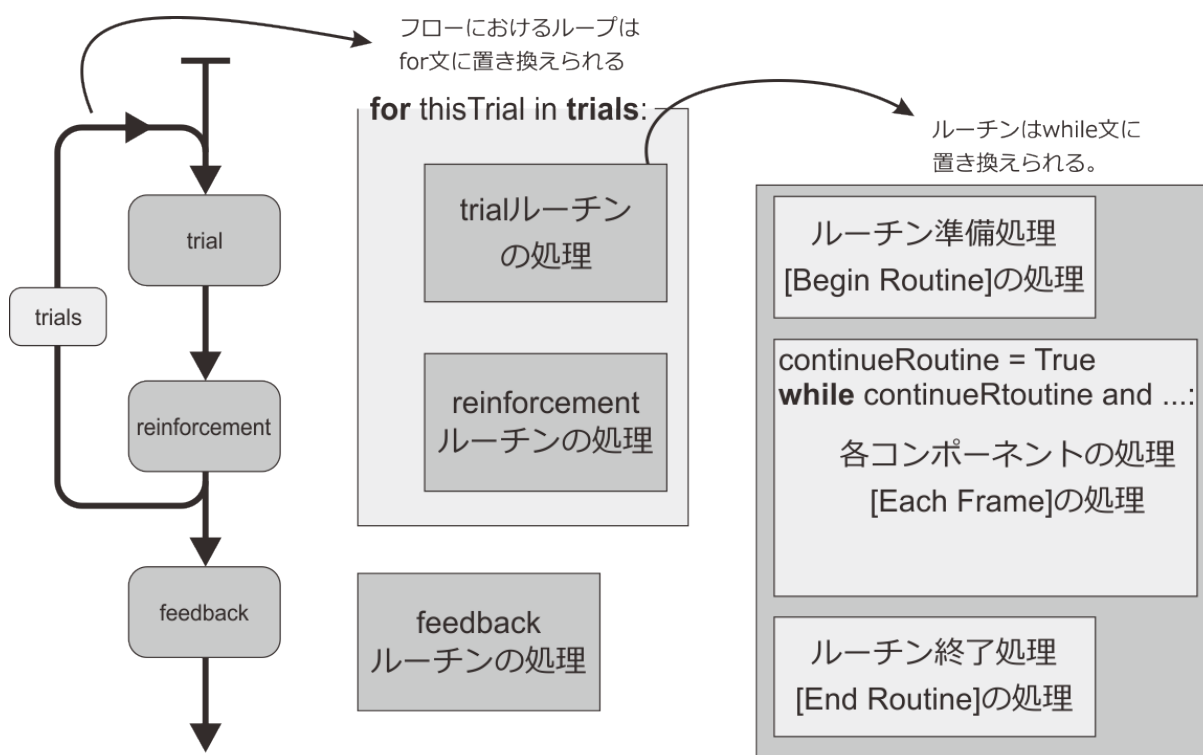 フローにおけるループは
for文に置き換えられる
for thisTrial in trials:
ルーチンはwhile文に
置き換えられる。
trial
trials
reinforcement
feedback
trialルーチン
の処理
reinforcement
ルーチンの処理
feedback
ルーチンの処理
ルーチン準備処理
[Begin Routine]の処理
continueRoutine = True
while continueRtoutine and ...:
各コンポーネントの処理
[Each Frame]の処理
ルーチン終了処理
[End Routine]の処理